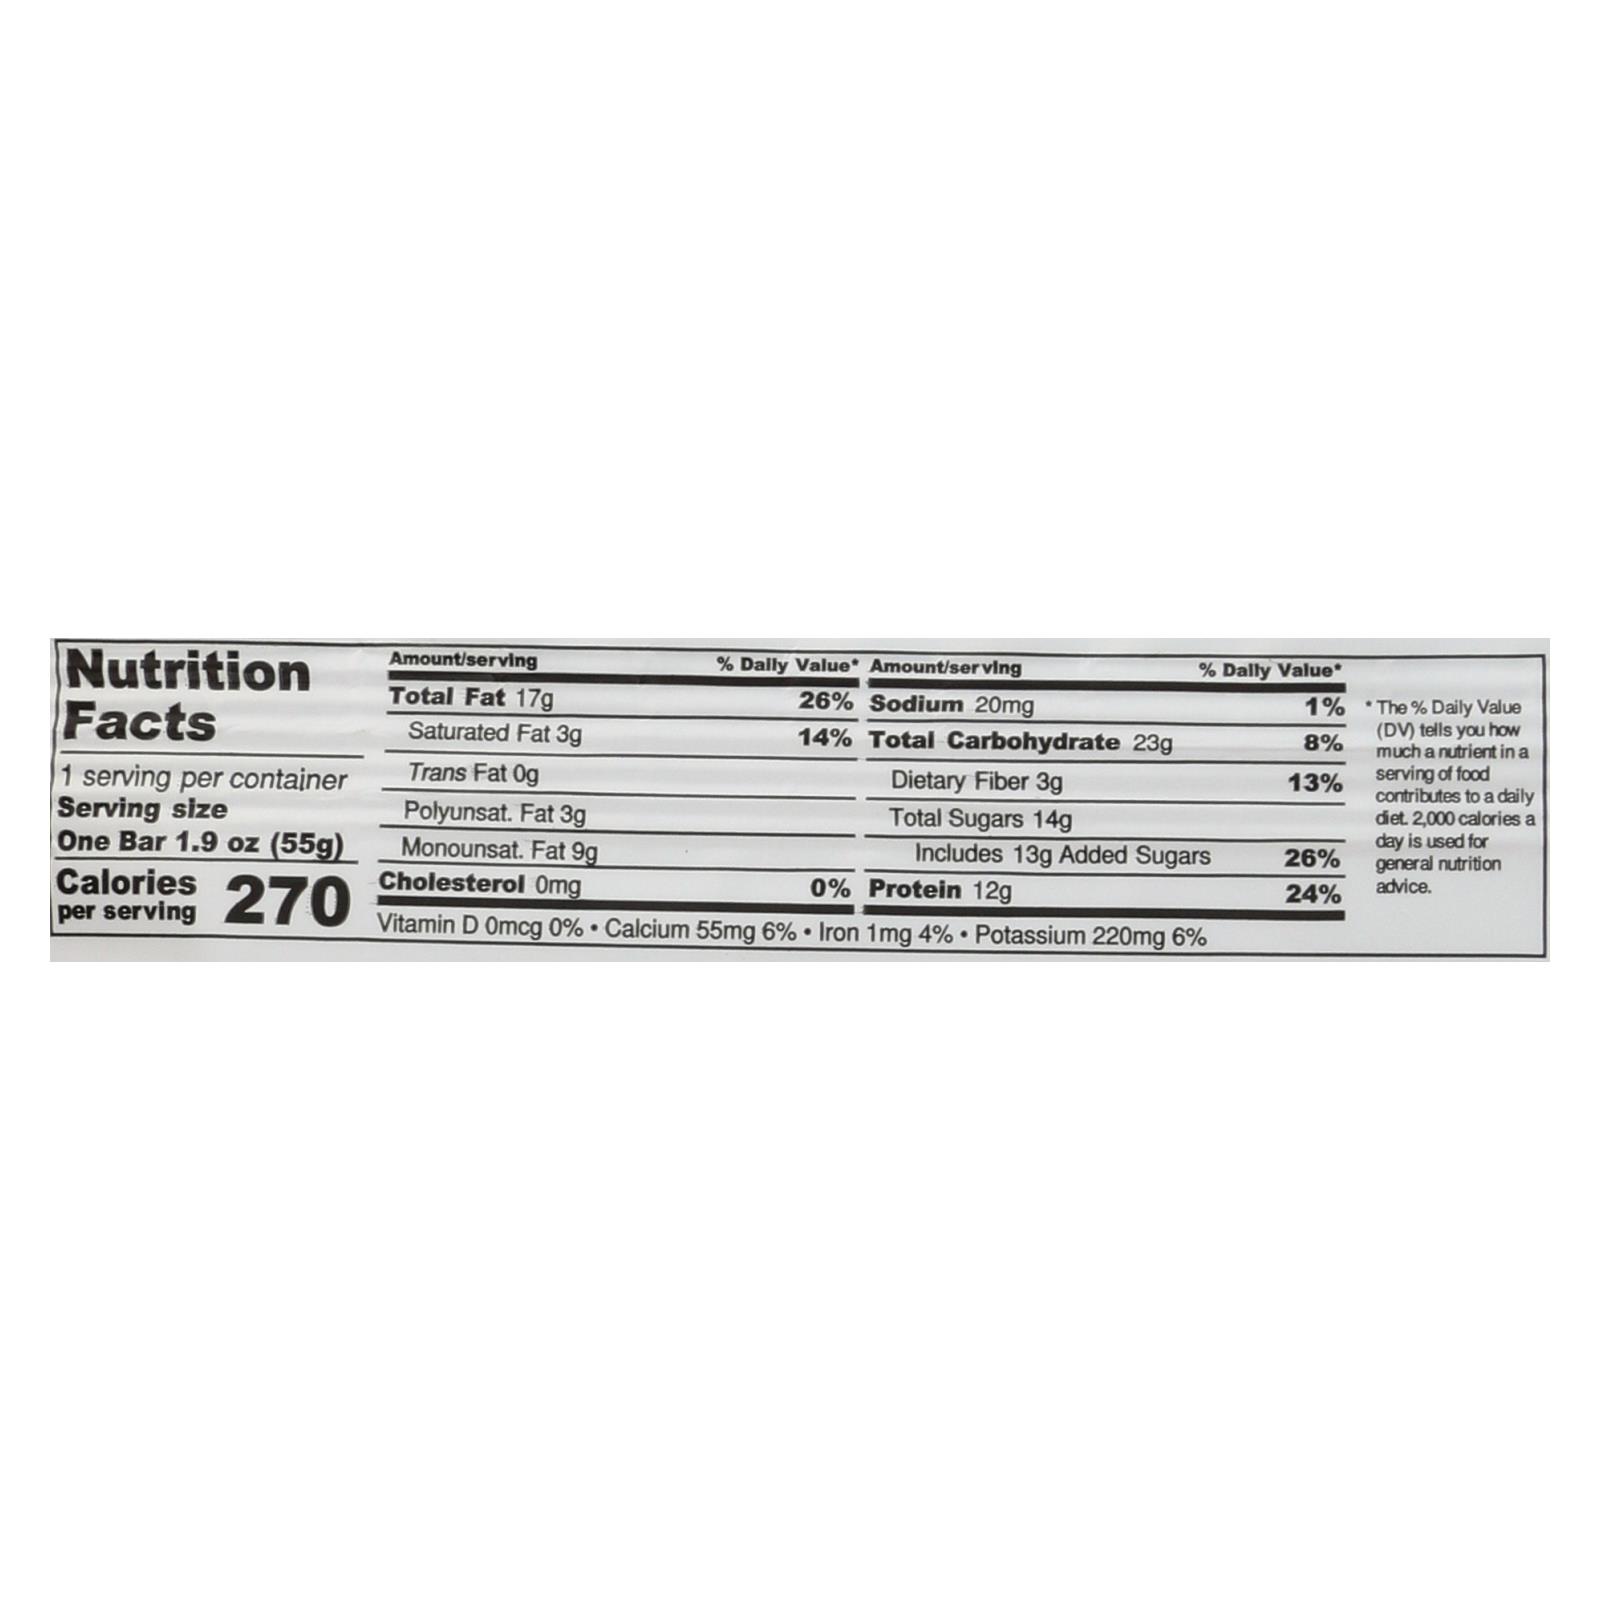 Nutrition
Facts
1 serving per container
Serving size
One Bar 1.9 oz (55g)
Calories
per serving 270
Amount/serving % Daily Value*
Total Fat 17g 26%
Saturated Fat 3g 14%
Trans Fat 0g
Polyunsat. Fat 3g
Monounsat. Fat 9g
Cholesterol 0mg 0%
Amount/serving % Daily Value*
Sodium 20mg 1%
Total Carbohydrate 23g 8%
Dietary Fiber 3g 13%
Total Sugars 14g
Includes 13g Added Sugars 26%
Protein 12g 24%
Vitamin D 0mcg 0% • Calcium 55mg 6% • Iron 1mg 4% • Potassium 220mg 6%
* The % Daily Value
(DV) tells you how
much a nutrient in a
serving of food
contributes to a daily
diet. 2,000 calories a
day is used for
general nutrition
advice.